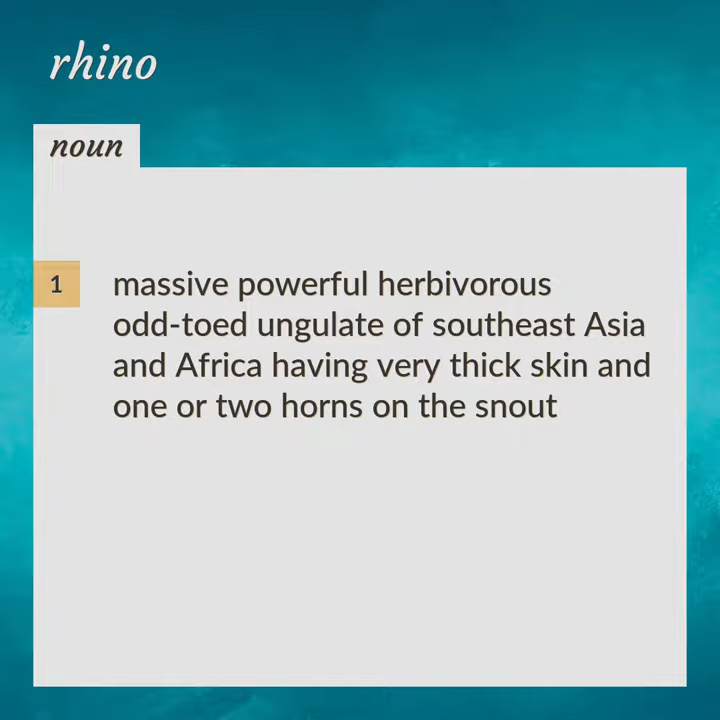 rhino
noun
1
massive powerful herbivorous
odd-toed ungulate of southeast Asia
and Africa having very thick skin and
one or two horns on the snout